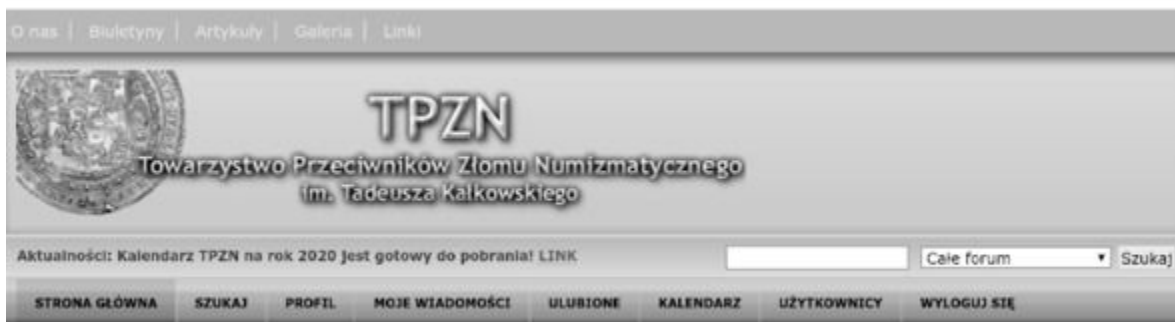 O nas | Biuletyny | Artykuły | Galeria | Linki
TPZN
Towarzystwo Przeciwników Złomu Numizmatycznego
im. Tadeusza Kałkowskiego
Aktualności: Kalendarz TPZN na rok 2020 jest gotowy do pobrania! LINK Całe forum Szukaj
STRONA GŁÓWNA SZUKAJ PROFIL MOJE WIADOMOŚCI ULUBIONE KALENDARZ UŻYTKOWNICY WYLOGUJ SIĘ